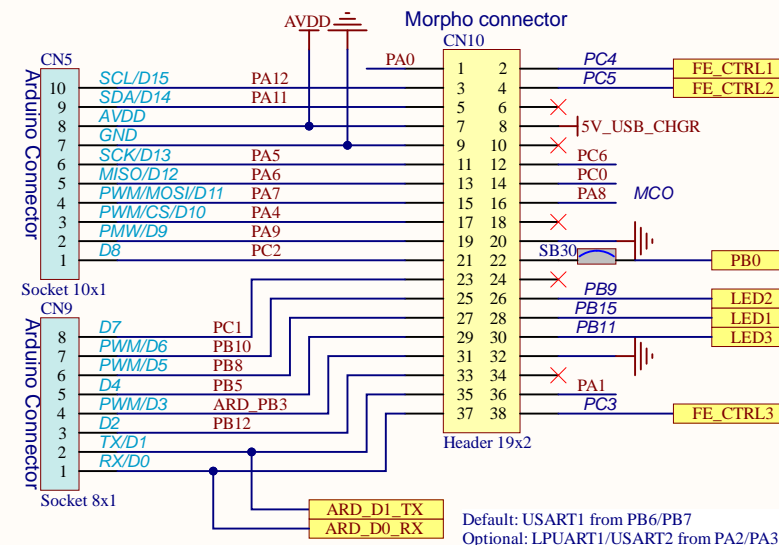 Morpho connector
AVDD
CN5
CN10
Arduino Connector
10 SCL/D15 PA12
9 SDA/D14 PA11
8 AVDD
7 GND
6 SCK/D13 PA5
5 MISO/D12 PA6
4 PWM/MOSI/D11 PA7
3 PWM/CS/D10 PA4
2 PMW/D9 PA9
1 D8 PC2
Socket 10x1
CN9
Arduino Connector
8 D7 PC1
7 PWM/D6 PB10
6 PWM/D5 PB8
5 D4 PB5
4 PWM/D3 ARD_PB3
3 D2 PB12
2 TX/D1
1 RX/D0
Socket 8x1
ARD_D1_TX
ARD_D0_RX
PA0 1 2 PC4 FE_CTRL1
3 4 PC5 FE_CTRL2
5 6
7 8 5V_USB_CHGR
9 10
11 12 PC6
13 14 PC0
15 16 PA8 MCO
17 18
19 20
21 22 SB30 PB0
23 24
25 26 PB9 LED2
27 28 PB15 LED1
29 30 PB11 LED3
31 32
33 34
35 36 PA1
37 38 PC3 FE_CTRL3
Header 19x2
Default: USART1 from PB6/PB7
Optional: LPUART1/USART2 from PA2/PA3